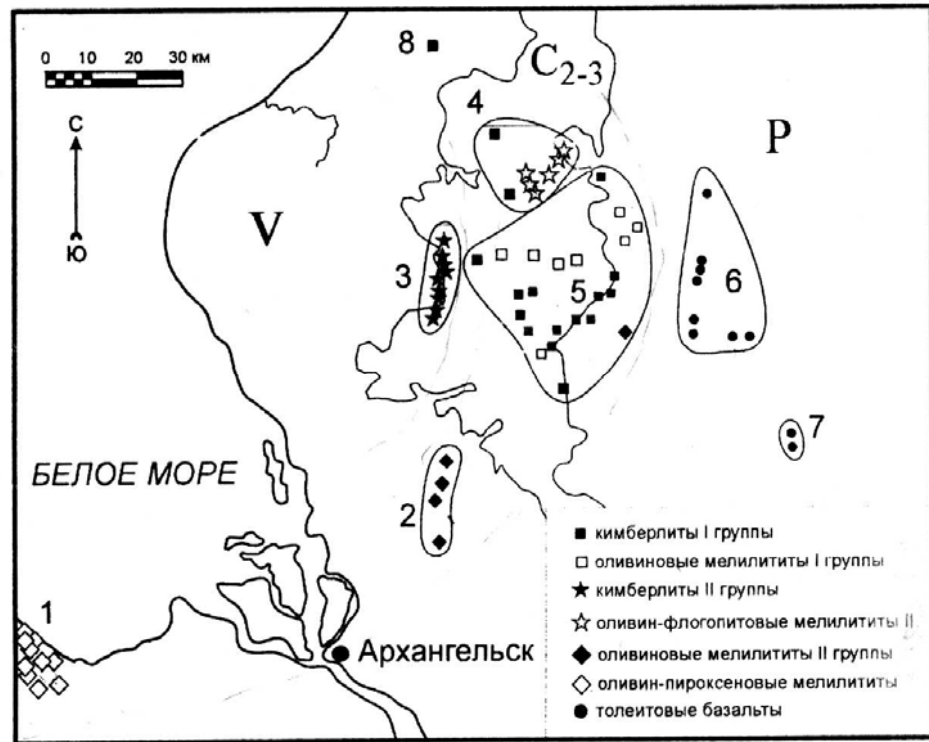 0 10 20 30 км
С
Ю
8
C2-3
4
P
V
3
5
6
7
БЕЛОЕ МОРЕ
2
1
Архангельск
кимберлиты I группы
оливиновые мелилититы I группы
кимберлиты II группы
оливин-флогопитовые мелилититы II
оливиновые мелилититы II группы
оливин-пироксеновые мелилититы
толеитовые базальты